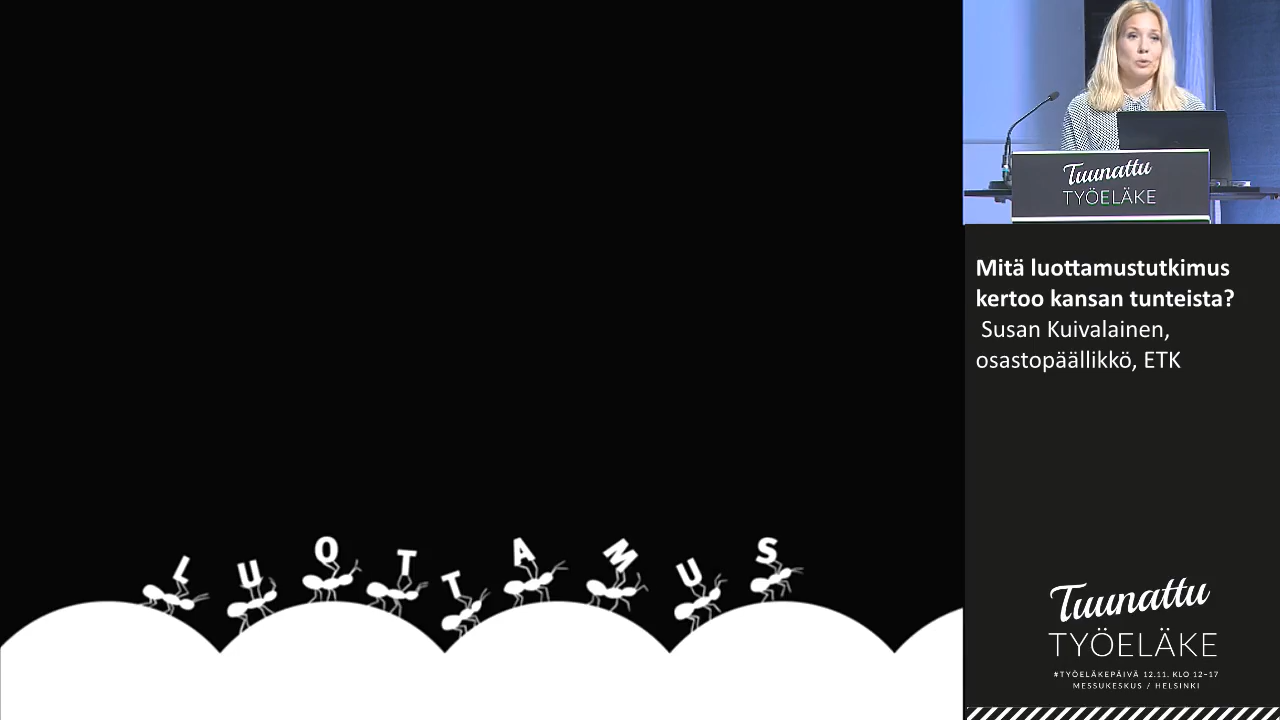 L U O T T A M U S
Tuunattu
TYÖELÄKE
Mitä luottamustutkimus
kertoo kansan tunteista?
Susan Kuivalainen,
osastopäällikkö, ETK
Tuunattu
TYÖELÄKE
#TYÖELÄKEPÄIVÄ 12.11. KLO 12–17
MESSUKESKUS / HELSINKI